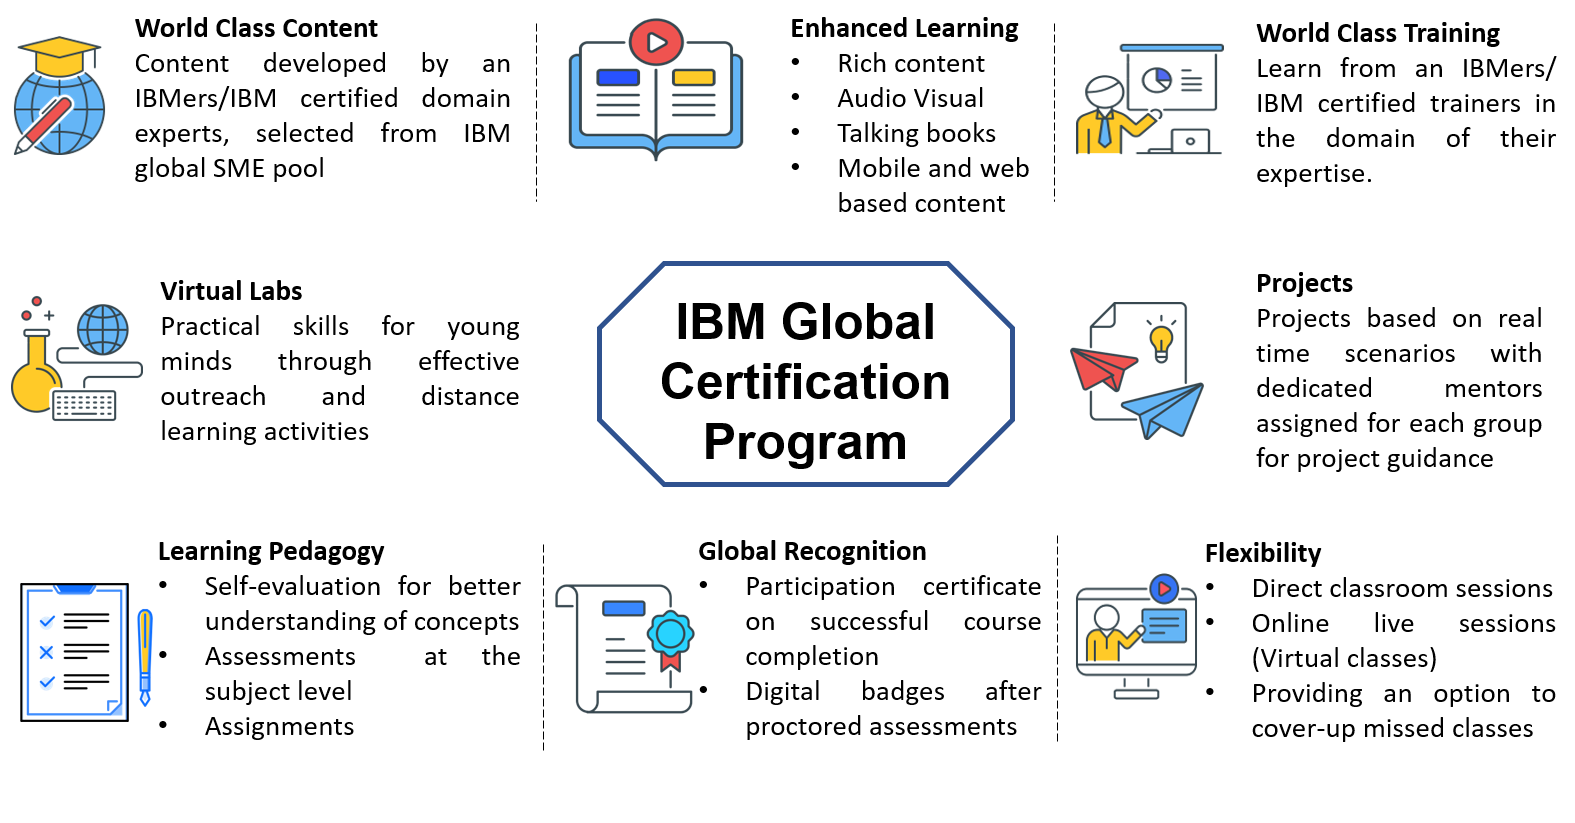 World Class Content
Content developed by an
IBMers/IBM certified domain
experts, selected from IBM
global SME pool
Enhanced Learning
• Rich content
• Audio Visual
• Talking books
• Mobile and web
based content
World Class Training
Learn from an IBMers/
IBM certified trainers in
the domain of their
expertise.
Virtual Labs
Practical skills for young
minds through effective
outreach and distance
learning activities
IBM Global
Certification
Program
Projects
Projects based on real
time scenarios with
dedicated mentors
assigned for each group
for project guidance
Learning Pedagogy
• Self-evaluation for better
understanding of concepts
• Assessments at the
subject level
• Assignments
Global Recognition
• Participation certificate
on successful course
completion
• Digital badges after
proctored assessments
Flexibility
• Direct classroom sessions
• Online live sessions
(Virtual classes)
• Providing an option to
cover-up missed classes